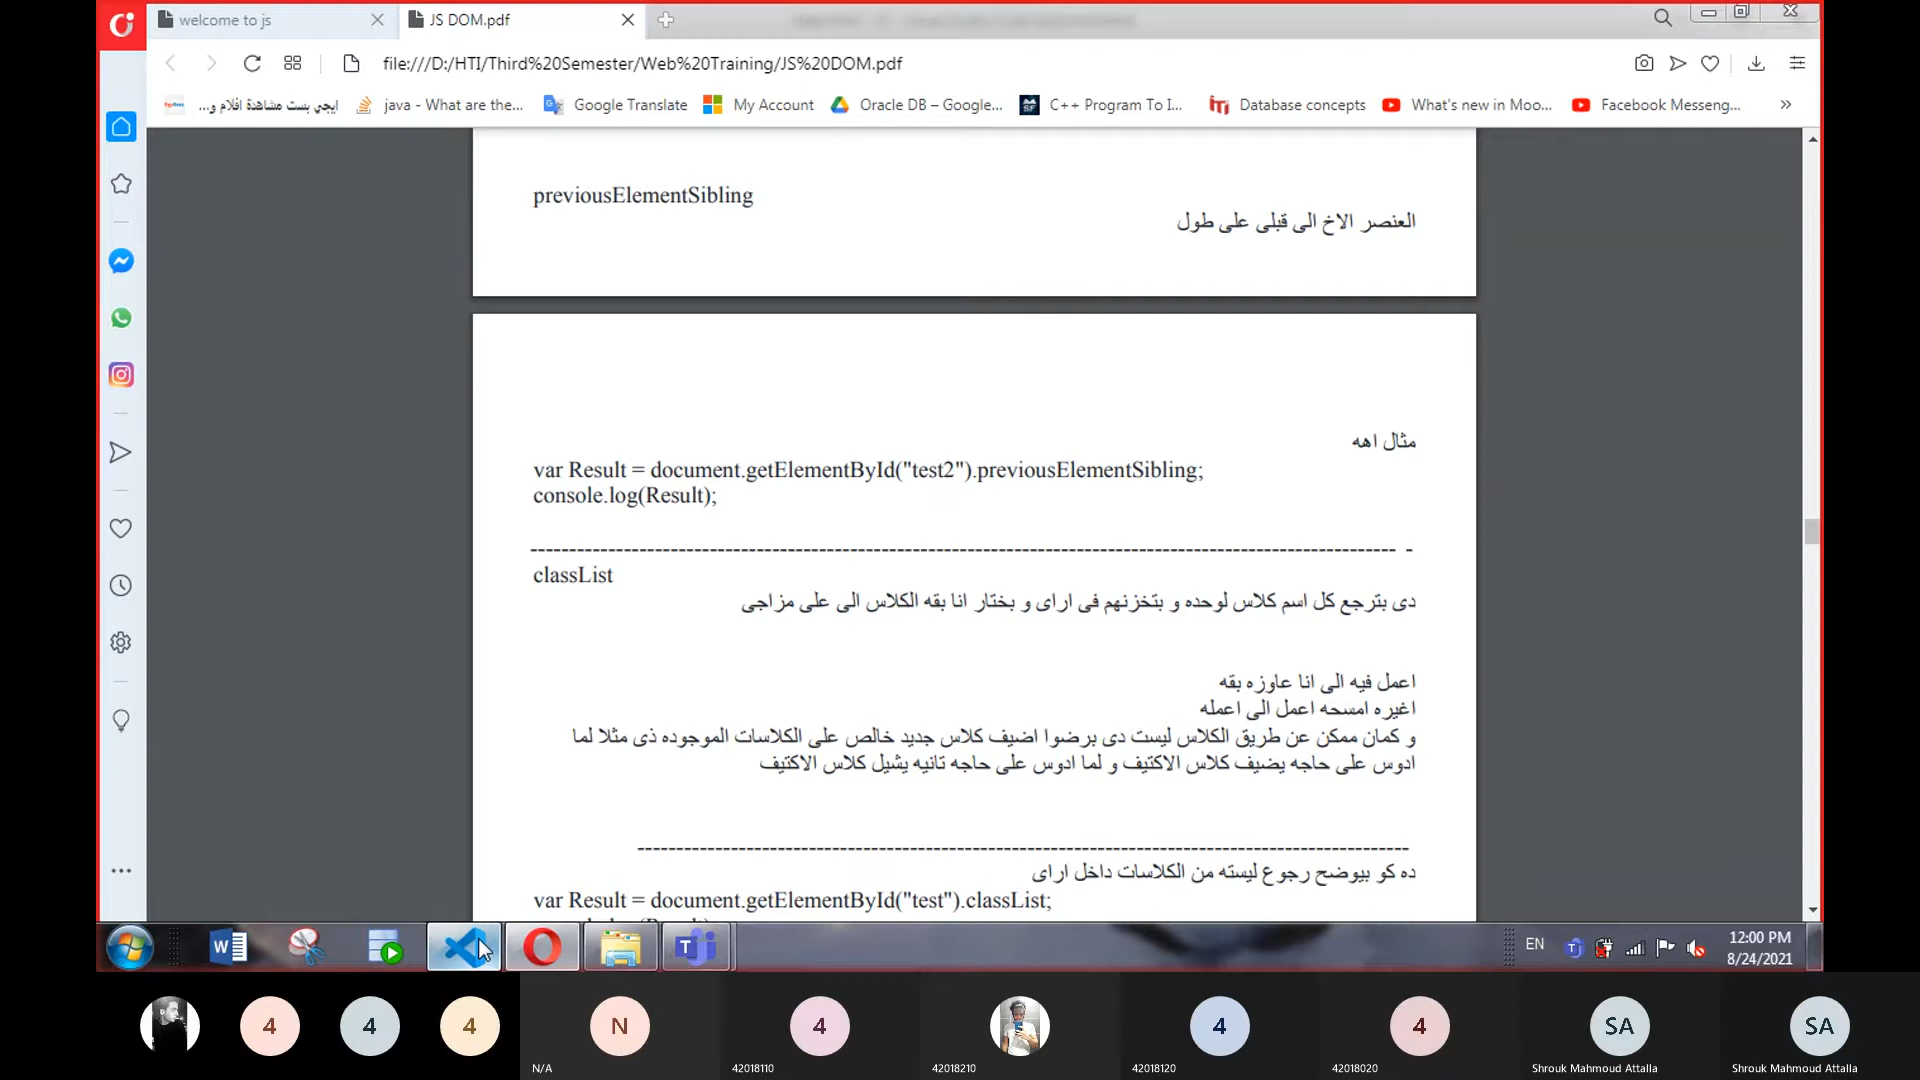 welcome to js
JS DOM.pdf
file:///D:/HTI/Third%20Semester/Web%20Training/JS%20DOM.pdf
ايجي بست مشاهدة افلام و...
java - What are the...
Google Translate
My Account
Oracle DB – Google...
C++ Program To I...
Database concepts
What's new in Moo...
Facebook Messeng...
previousElementSibling
العنصر الاخ الى قبلى على طول
مثال اهه
var Result = document.getElementById("test2").previousElementSibling;
console.log(Result);
classList
دى بترجع كل اسم كلاس لوحده و بتخزنهم فى اراى و بختار انا بقه الكلاس الى على مزاجى
اعمل فيه الى انا عاوزه بقه
اغيره امسحه اعمل الى اعمله
و كمان ممكن عن طريق الكلاس ليست دى برضوا اضيف كلاس جديد خالص على الكلاسات الموجوده ذى مثلا لما
ادوس على حاجه يضيف كلاس الاكتيف و لما ادوس على حاجه تانيه يشيل كلاس الاكتيف
ده كو بيوضح رجوع ليسته من الكلاسات داخل اراى
var Result = document.getElementById("test").classList;
EN
12:00 PM
8/24/2021
4
4
4
N
4
4
4
SA
SA
N/A
42018110
42018210
42018120
42018020
Shrouk Mahmoud Attalla
Shrouk Mahmoud Attalla